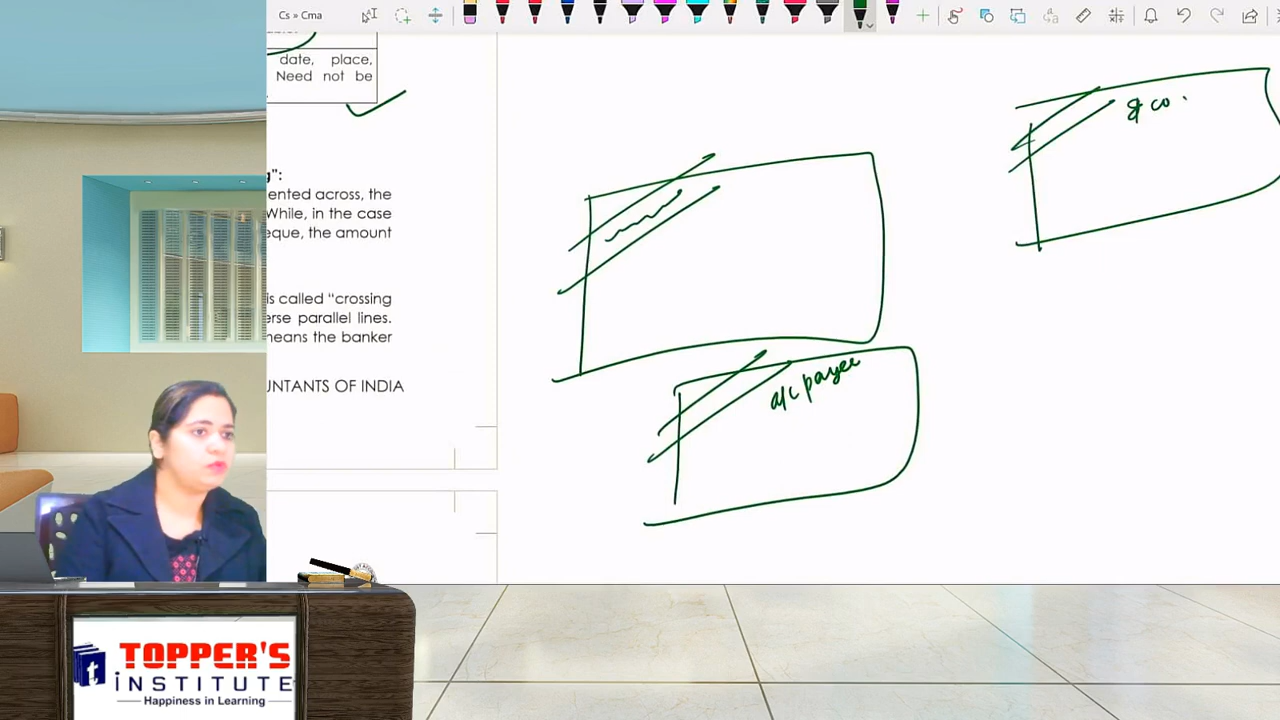 Cs » Cma
date, place,
Need not be
g":
ented across, the
While, in the case
eque, the amount
is called "crossing
erse parallel lines.
means the banker
UNTANTS OF INDIA
& co.
a/c payee
TOPPER'S
INSTITUTE
Happiness in Learning